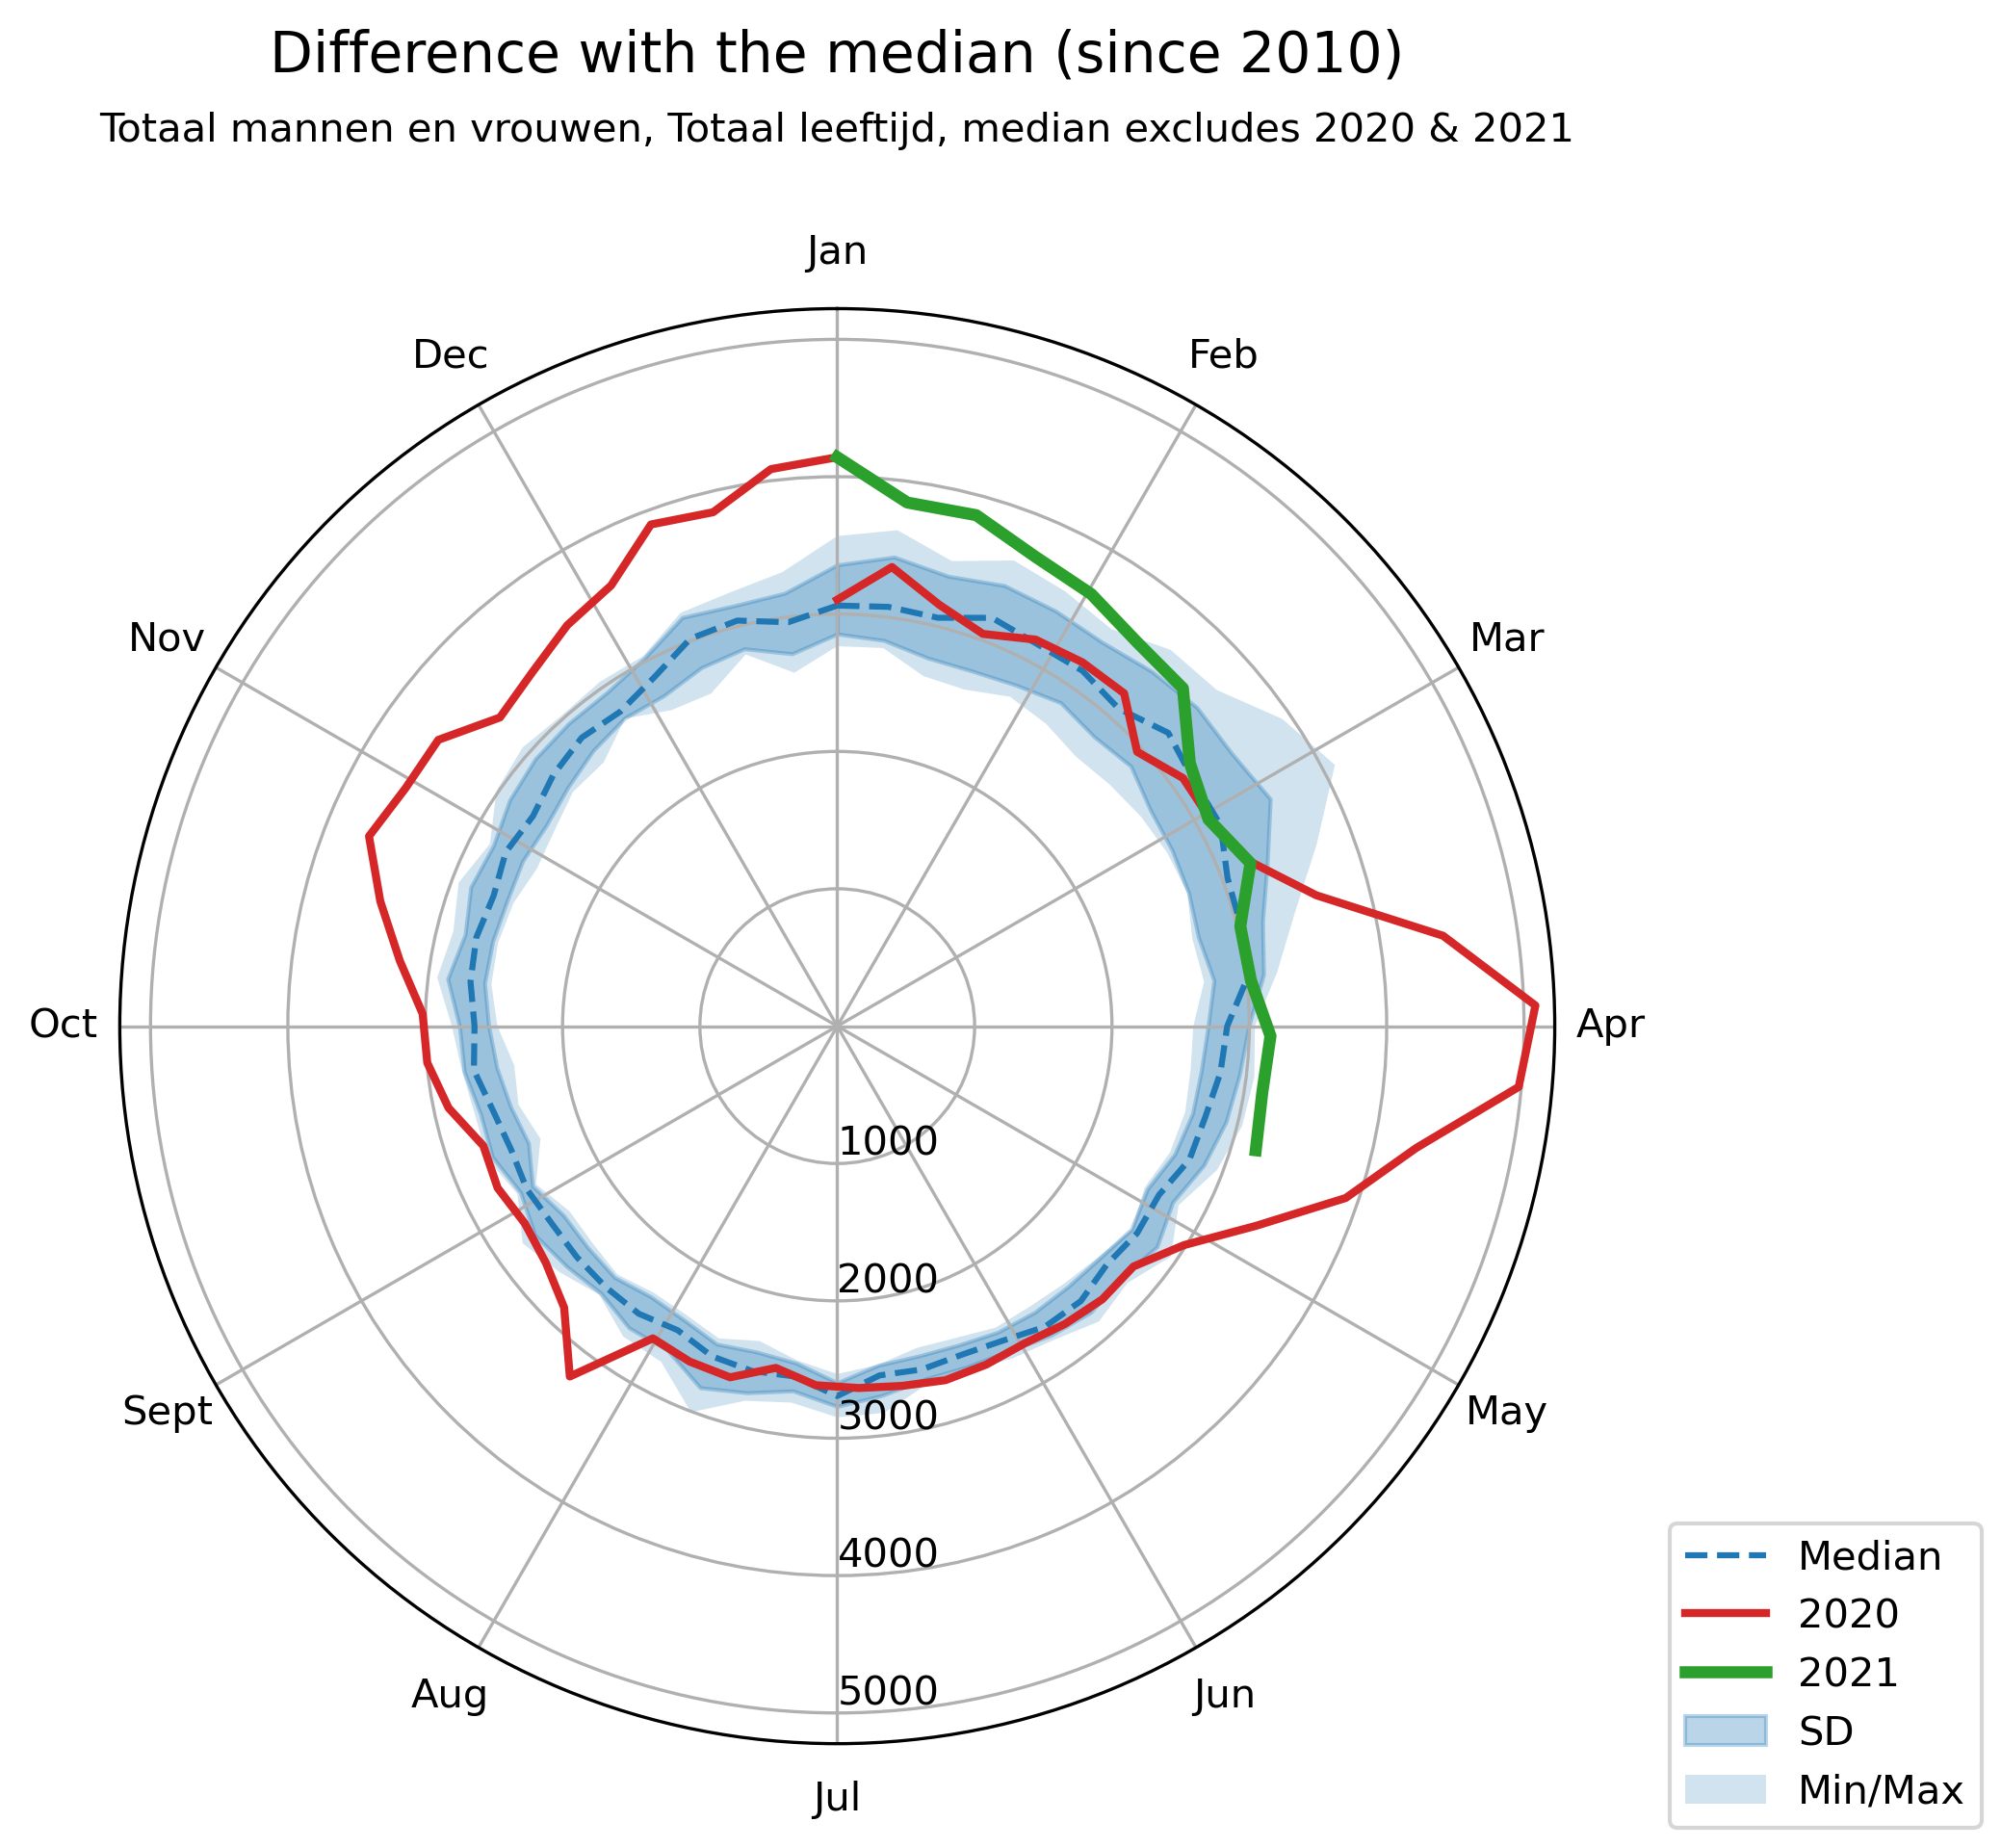 Difference with the median (since 2010)
Totaal mannen en vrouwen, Totaal leeftijd, median excludes 2020 & 2021
Jan
Dec
Feb
Nov
Mar
Oct
Apr
1000
2000
3000
Sept
May
4000
5000
Aug
Jun
Jul
Median
2020
2021
SD
Min/Max